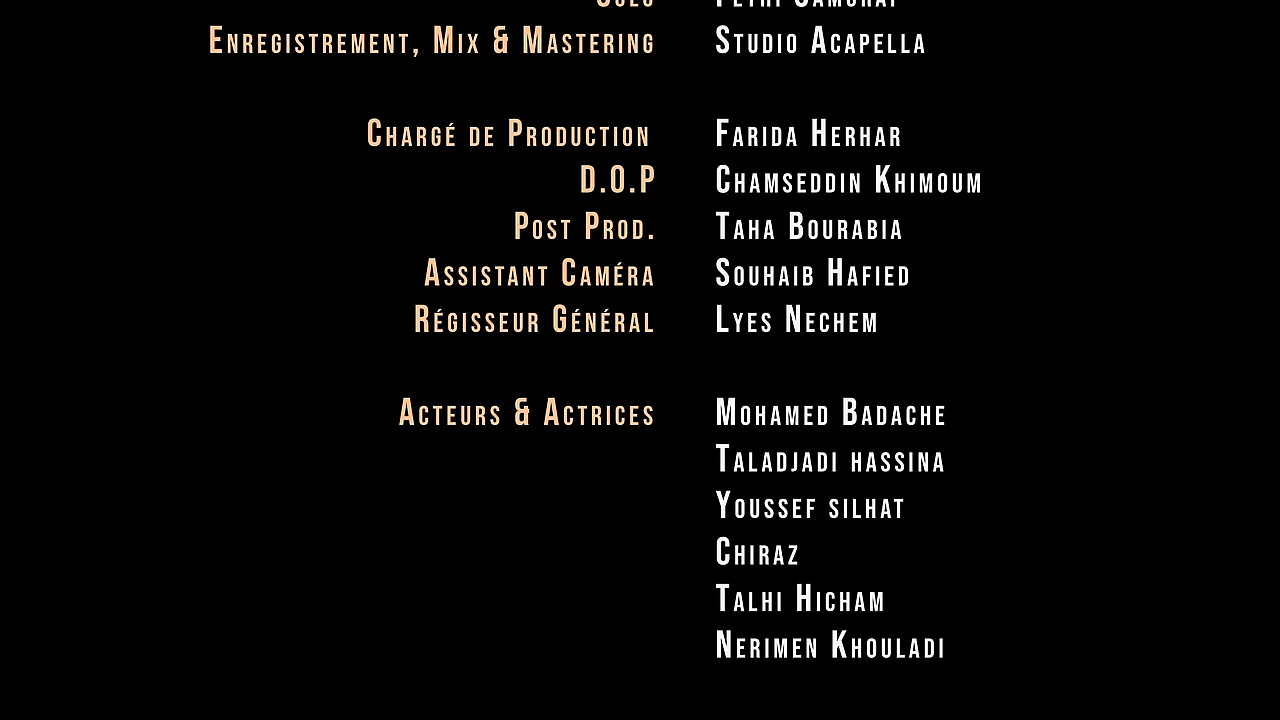 Enregistrement, Mix & Mastering Studio Acapella
Chargé de Production Farida Herhar
D.O.P Chamseddin Khimoum
Post Prod. Taha Bourabia
Assistant Caméra Souhaib Hafied
Régisseur Général Lyes Nechem
Acteurs & Actrices Mohamed Badache
Taladjadi hassina
Youssef silhat
Chiraz
Talhi Hicham
Nerimen Khouladi